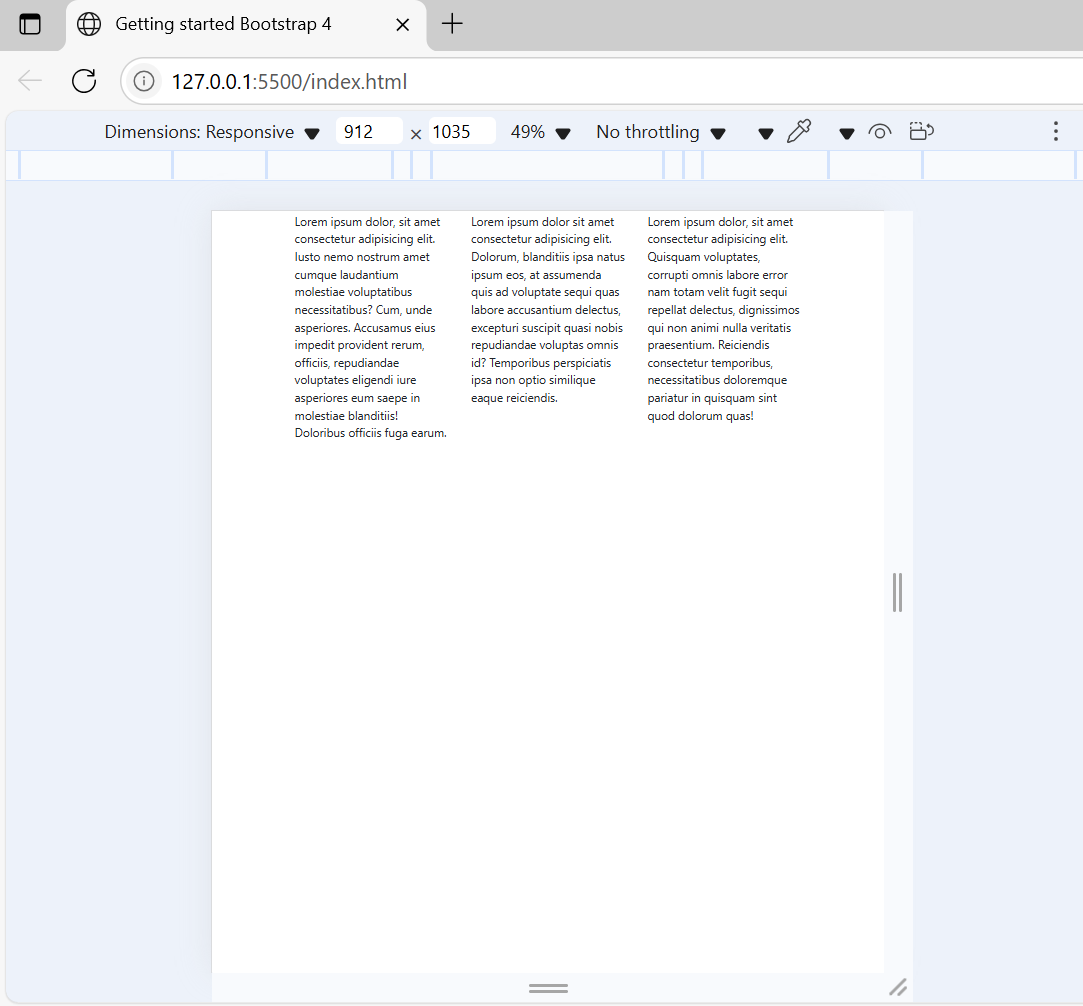 Getting started Bootstrap 4
127.0.0.1:5500/index.html
Dimensions: Responsive 912 × 1035 49% No throttling
Lorem ipsum dolor, sit amet
consectetur adipisicing elit.
Iusto nemo nostrum amet
cumque laudantium
molestiae voluptatibus
necessitatibus? Cum, unde
asperiores. Accusamus eius
impedit provident rerum,
officiis, repudiandae
voluptates eligendi iure
asperiores eum saepe in
molestiae blanditiis!
Doloribus officiis fuga earum.
Lorem ipsum dolor sit amet
consectetur adipisicing elit.
Dolorum, blanditiis ipsa natus
ipsum eos, at assumenda
quis ad voluptate sequi quas
labore accusantium delectus,
excepturi suscipit quasi nobis
repudiandae voluptas omnis
id? Temporibus perspiciatis
ipsa non optio similique
eaque reiciendis.
Lorem ipsum dolor, sit amet
consectetur adipisicing elit.
Quisquam voluptates,
corrupti omnis labore error
nam totam velit fugit sequi
repellat delectus, dignissimos
qui non animi nulla veritatis
praesentium. Reiciendis
consectetur temporibus,
necessitatibus doloremque
pariatur in quisquam sint
quod dolorum quas!